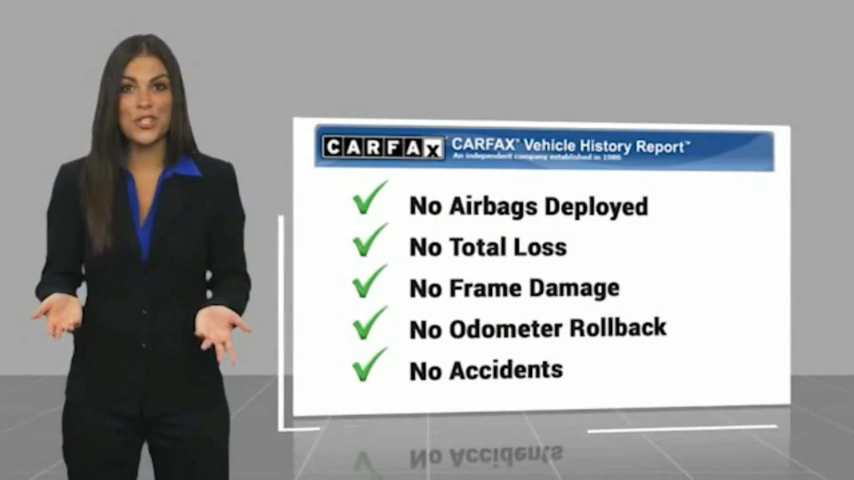 CARFAX CARFAX® Vehicle History Report™
An independent company established in 1986
No Airbags Deployed
No Total Loss
No Frame Damage
No Odometer Rollback
No Accidents
No Accidents